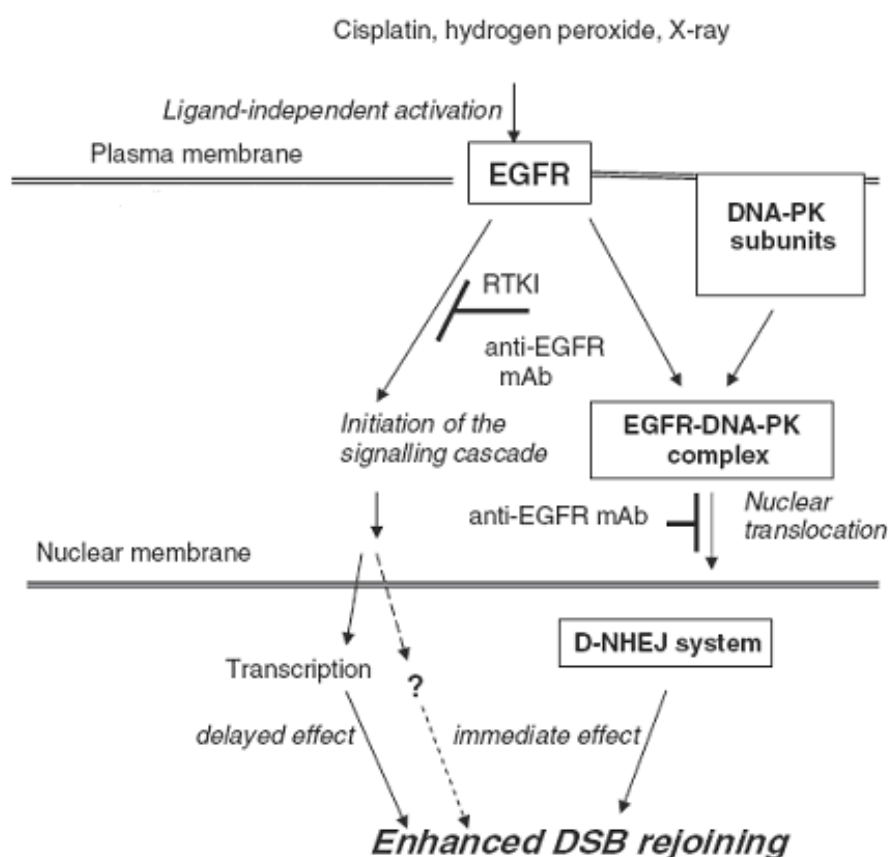 Cisplatin, hydrogen peroxide, X-ray
Ligand-independent activation
Plasma membrane
EGFR
DNA-PK
subunits
RTKI
anti-EGFR
mAb
Initiation of the
signalling cascade
EGFR-DNA-PK
complex
anti-EGFR mAb
Nuclear
translocation
Nuclear membrane
D-NHEJ system
Transcription
?
delayed effect
immediate effect
Enhanced DSB rejoining